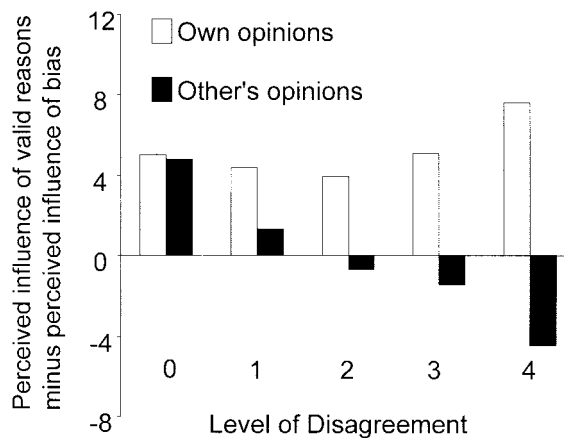 Perceived influence of valid reasons
minus perceived influence of bias
12
8
4
0
-4
-8
Own opinions
Other's opinions
0 1 2 3 4
Level of Disagreement